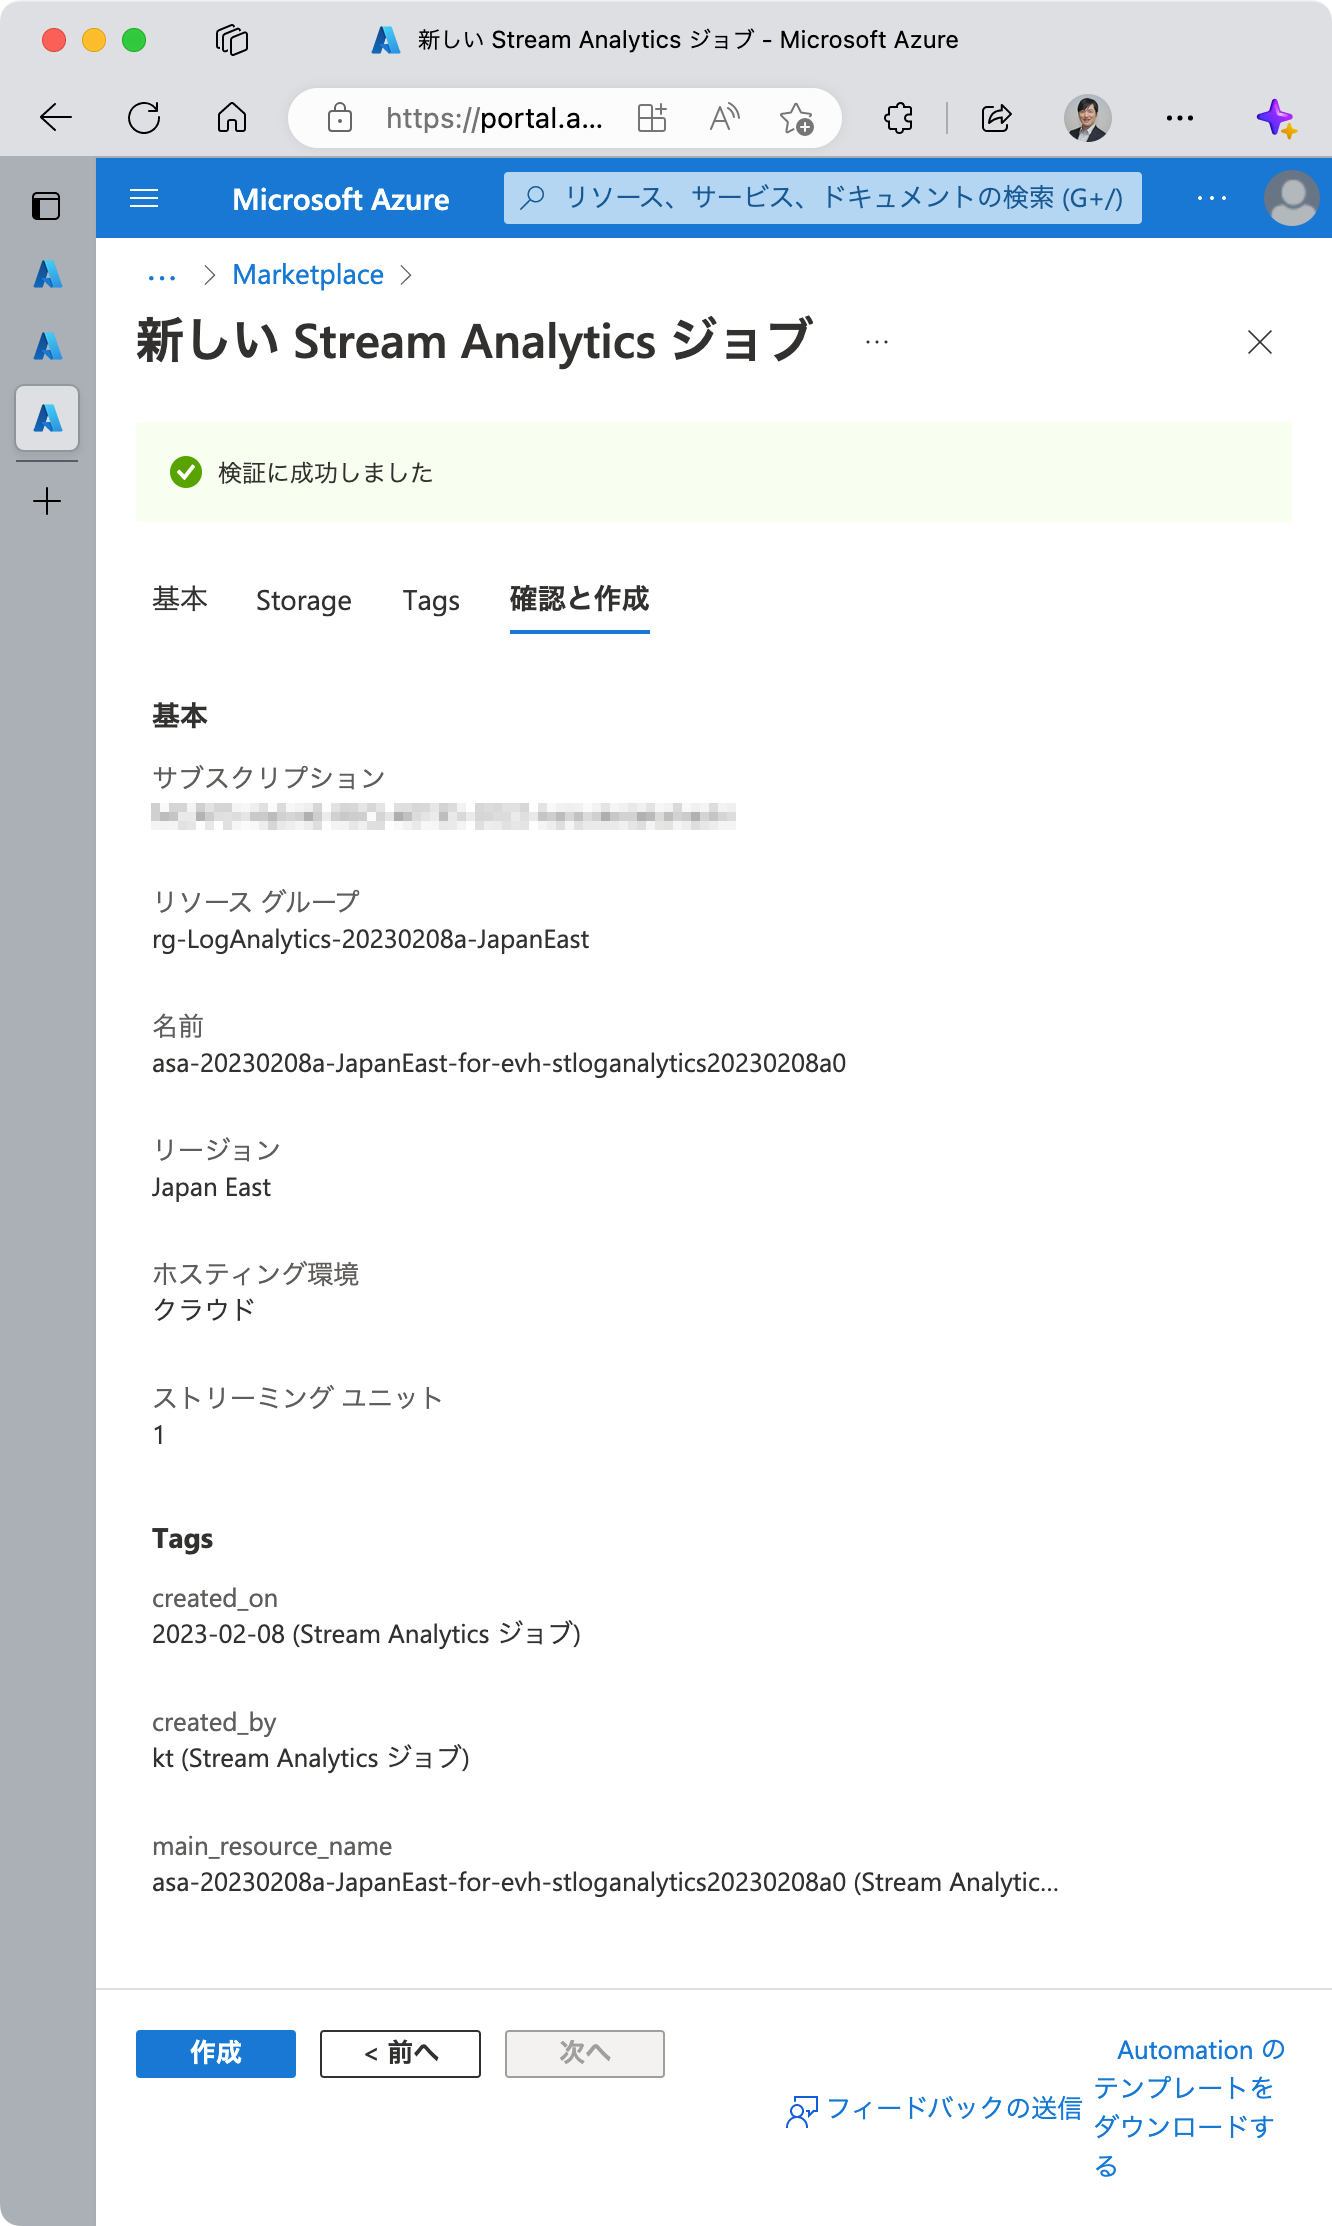 新しい Stream Analytics ジョブ - Microsoft Azure
https://portal.a...
Microsoft Azure
リソース、サービス、ドキュメントの検索 (G+/)
...
... > Marketplace >
新しい Stream Analytics ジョブ ...
検証に成功しました
基本 Storage Tags 確認と作成
基本
サブスクリプション
リソース グループ
rg-LogAnalytics-20230208a-JapanEast
名前
asa-20230208a-JapanEast-for-evh-stloganalytics20230208a0
リージョン
Japan East
ホスティング環境
クラウド
ストリーミング ユニット
1
Tags
created_on
2023-02-08 (Stream Analytics ジョブ)
created_by
kt (Stream Analytics ジョブ)
main_resource_name
asa-20230208a-JapanEast-for-evh-stloganalytics20230208a0 (Stream Analytic...
作成 < 前へ 次へ
フィードバックの送信
Automation の
テンプレートを
ダウンロードす
る